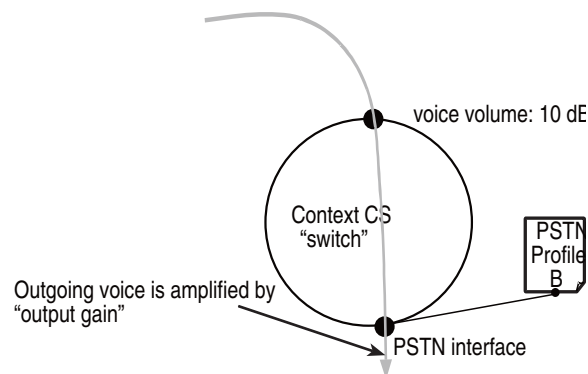 voice volume: 10 dB
Context CS
“switch”
PSTN
Profile
B
Outgoing voice is amplified by
“output gain”
PSTN interface